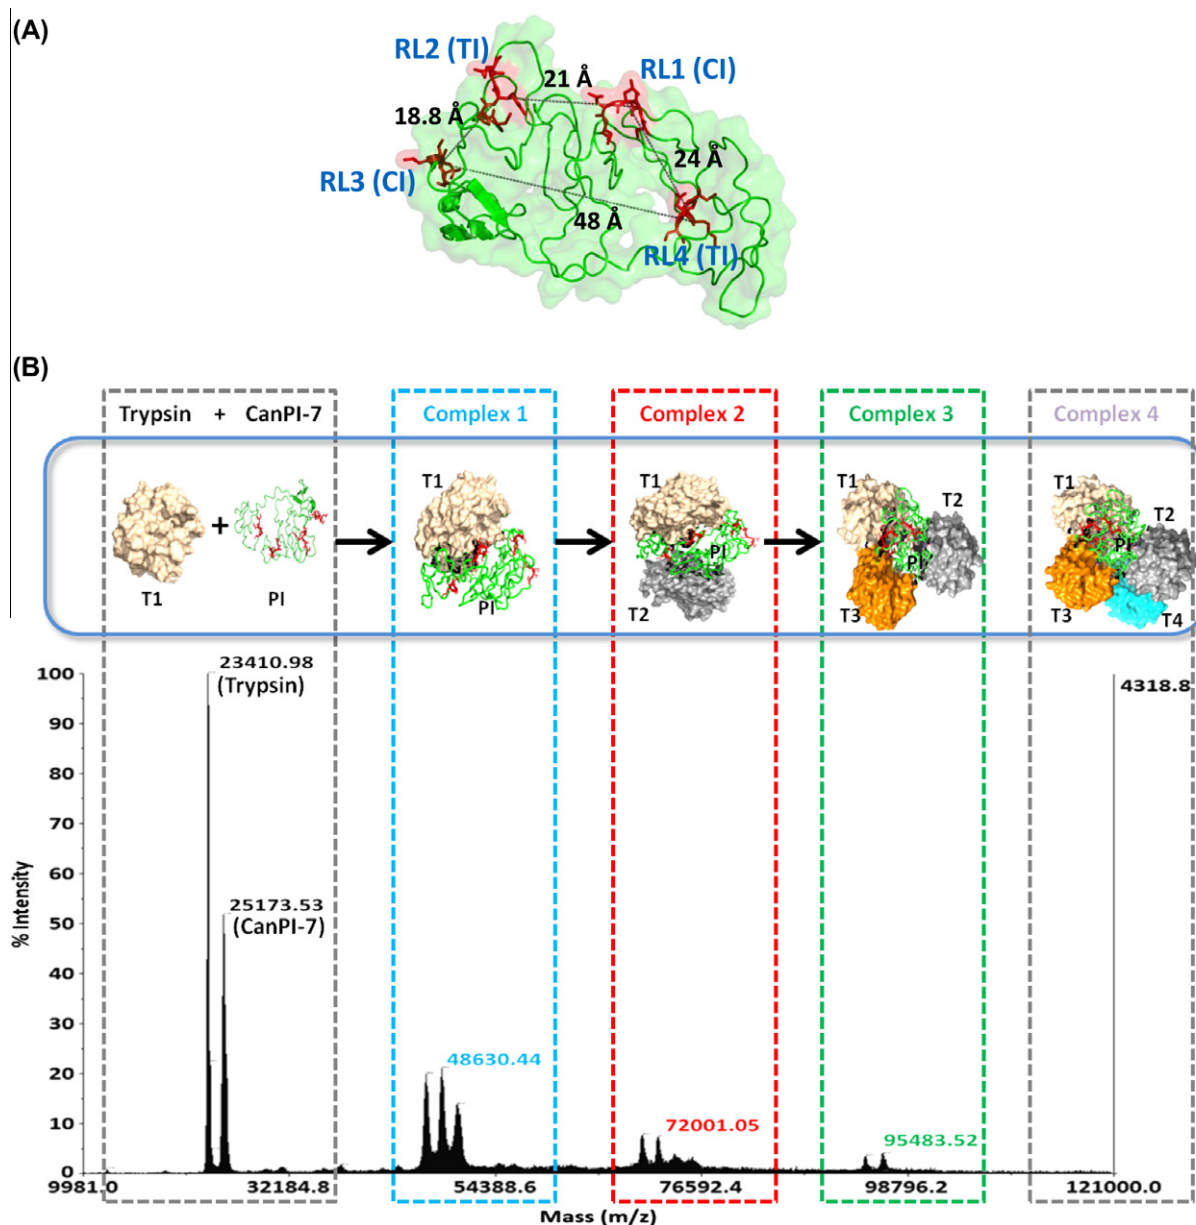 (A)
RL2 (TI)
21 Å
RL1 (CI)
18.8 Å
RL3 (CI)
24 Å
48 Å
RL4 (TI)
(B)
Trypsin + CanPI-7
Complex 1
Complex 2
Complex 3
Complex 4
T1
PI
T1
PI
T1
PI
T2
T1
T2
PI
T3
T1
T2
PI
T3
T4
23410.98
(Trypsin)
25173.53
(CanPI-7)
48630.44
72001.05
95483.52
4318.8
% Intensity
100
90
80
70
60
50
40
30
20
10
0
9981.0 32184.8 54388.6 76592.4 98796.2 121000.0
Mass (m/z)